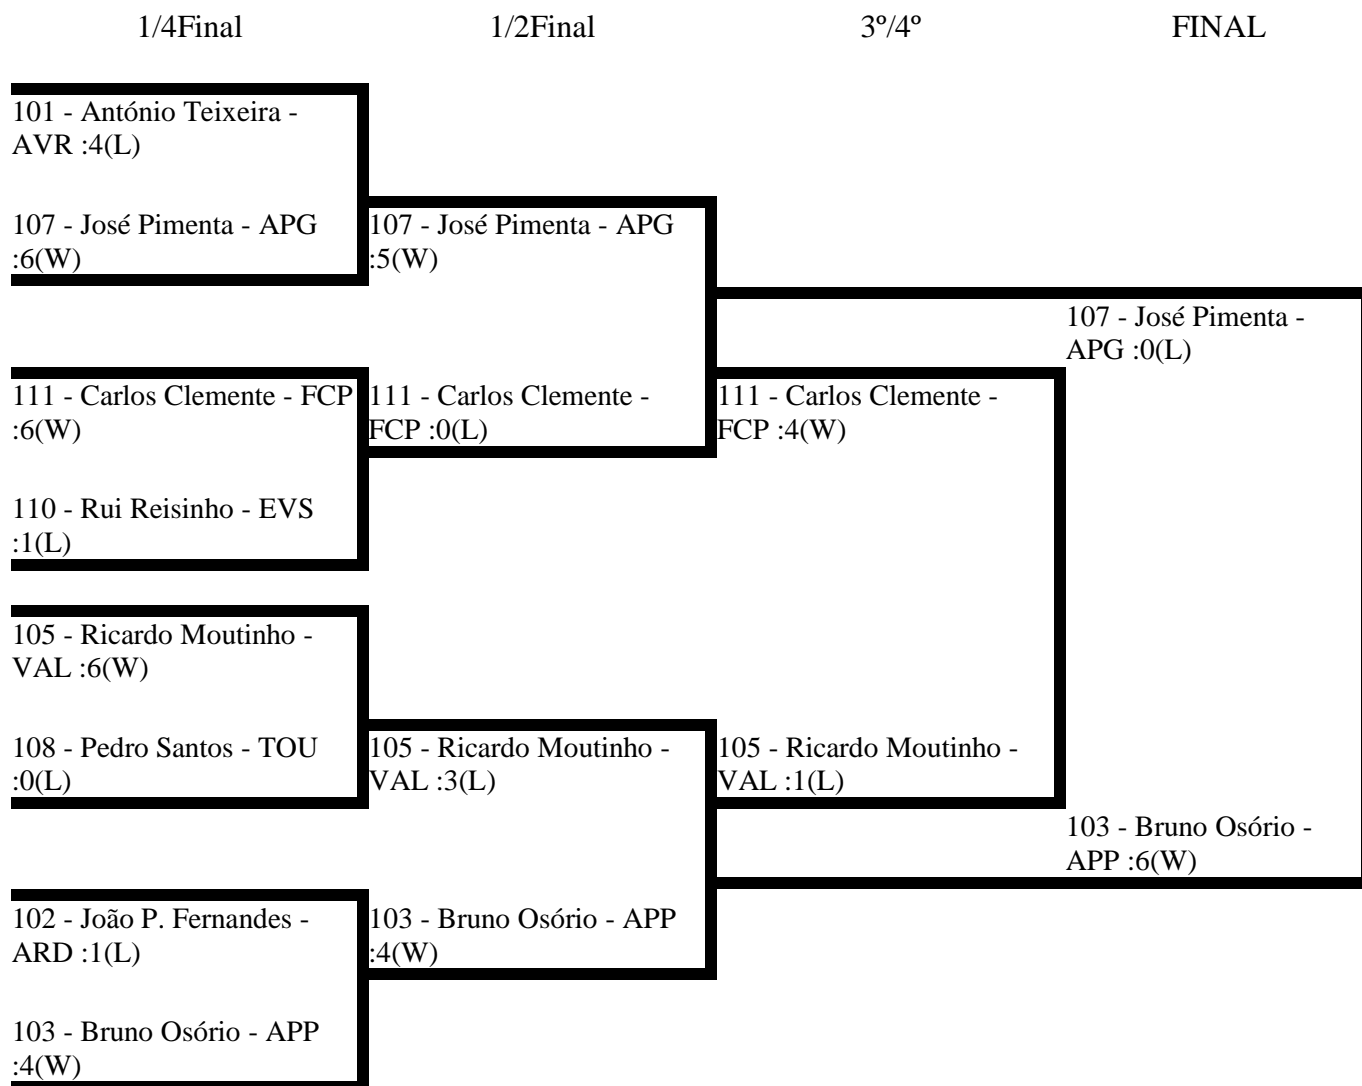 1/4Final 1/2Final 3º/4º FINAL
101 - António Teixeira -
AVR :4(L)
107 - José Pimenta - APG
:6(W)
111 - Carlos Clemente - FCP
:6(W)
110 - Rui Reisinho - EVS
:1(L)
105 - Ricardo Moutinho -
VAL :6(W)
108 - Pedro Santos - TOU
:0(L)
102 - João P. Fernandes -
ARD :1(L)
103 - Bruno Osório - APP
:4(W)
107 - José Pimenta - APG
:5(W)
111 - Carlos Clemente -
FCP :0(L)
105 - Ricardo Moutinho -
VAL :3(L)
103 - Bruno Osório - APP
:4(W)
111 - Carlos Clemente -
FCP :4(W)
105 - Ricardo Moutinho -
VAL :1(L)
107 - José Pimenta -
APG :0(L)
103 - Bruno Osório -
APP :6(W)